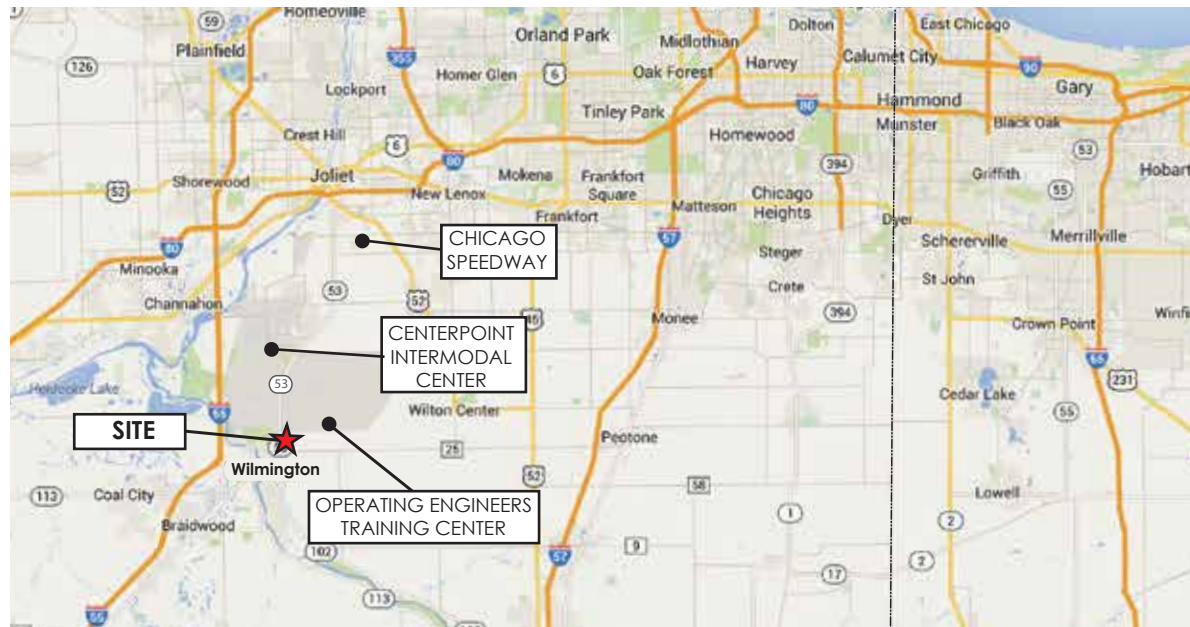 Homeoville
59
Plainfield
126
355
Orland Park
Midlothian
Dolton
East Chicago
Homer Glen
6
Oak Forest
Harvey
Calumet City
90
Gary
Lockport
Tinley Park
80
Hammond
Munster
Black Oak
Crest Hill
6
80
Homewood
394
53
Hobart
52
Shorewood
Joliet
New Lenox
Mokena
Frankfort
Square
Frankfort
Matteson
Chicago
Heights
Griffith
55
Dyer
80
Minooka
CHICAGO
SPEEDWAY
57
Steger
Schererville
Merrillville
Channahon
53
52
Crete
St John
CENTERPOINT
INTERMODAL
CENTER
45
Monee
394
Crown Point
Winfi
65
231
Heidecke Lake
53
55
Wilton Center
Cedar Lake
55
SITE
Wilmington
25
Peotone
52
58
113
Coal City
Braidwood
OPERATING ENGINEERS
TRAINING CENTER
Lowell
1
2
102
57
9
2
17
113
55